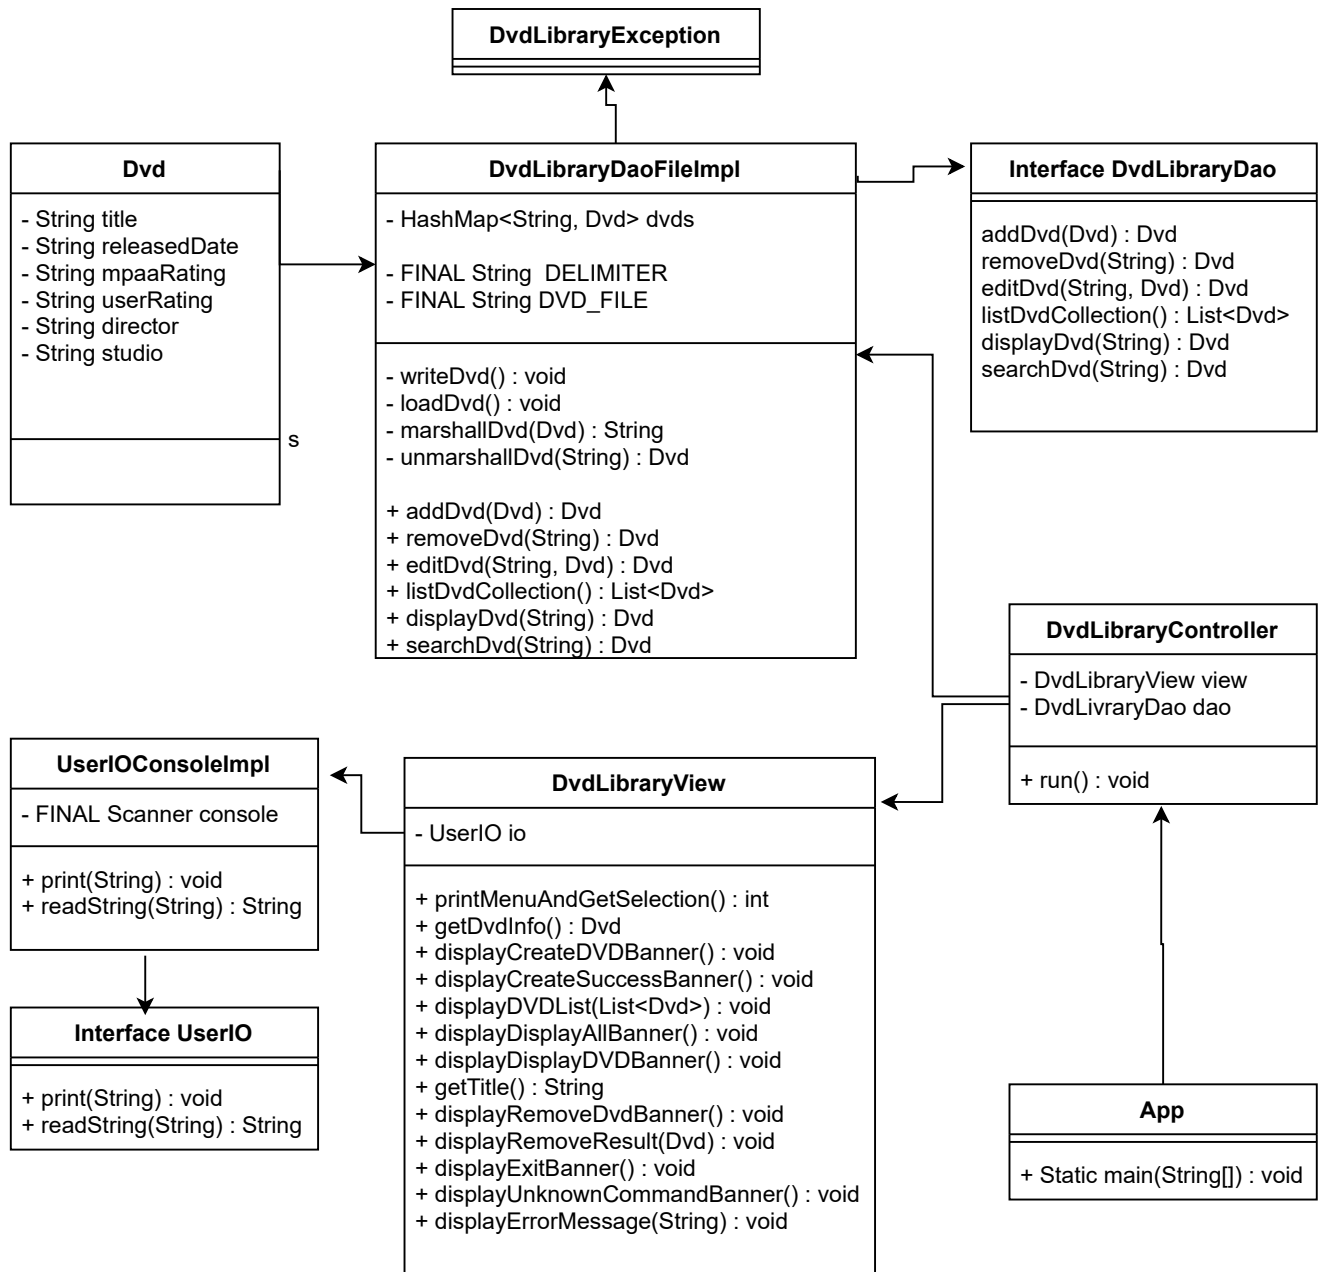 DvdLibraryException
Dvd
- String title
- String releasedDate
- String mpaaRating
- String userRating
- String director
- String studio
s
DvdLibraryDaoFileImpl
- HashMap<String, Dvd> dvds
- FINAL String  DELIMITER
- FINAL String DVD_FILE
- writeDvd() : void
- loadDvd() : void
- marshallDvd(Dvd) : String
- unmarshallDvd(String) : Dvd
+ addDvd(Dvd) : Dvd
+ removeDvd(String) : Dvd
+ editDvd(String, Dvd) : Dvd
+ listDvdCollection() : List<Dvd>
+ displayDvd(String) : Dvd
+ searchDvd(String) : Dvd
Interface DvdLibraryDao
addDvd(Dvd) : Dvd
removeDvd(String) : Dvd
editDvd(String, Dvd) : Dvd
listDvdCollection() : List<Dvd>
displayDvd(String) : Dvd
searchDvd(String) : Dvd
DvdLibraryController
- DvdLibraryView view
- DvdLivraryDao dao
+ run() : void
UserIOConsoleImpl
- FINAL Scanner console
+ print(String) : void
+ readString(String) : String
Interface UserIO
+ print(String) : void
+ readString(String) : String
DvdLibraryView
- UserIO io
+ printMenuAndGetSelection() : int
+ getDvdInfo() : Dvd
+ displayCreateDVDBanner() : void
+ displayCreateSuccessBanner() : void
+ displayDVDList(List<Dvd>) : void
+ displayDisplayAllBanner() : void
+ displayDisplayDVDBanner() : void
+ getTitle() : String
+ displayRemoveDvdBanner() : void
+ displayRemoveResult(Dvd) : void
+ displayExitBanner() : void
+ displayUnknownCommandBanner() : void
+ displayErrorMessage(String) : void
App
+ Static main(String[]) : void